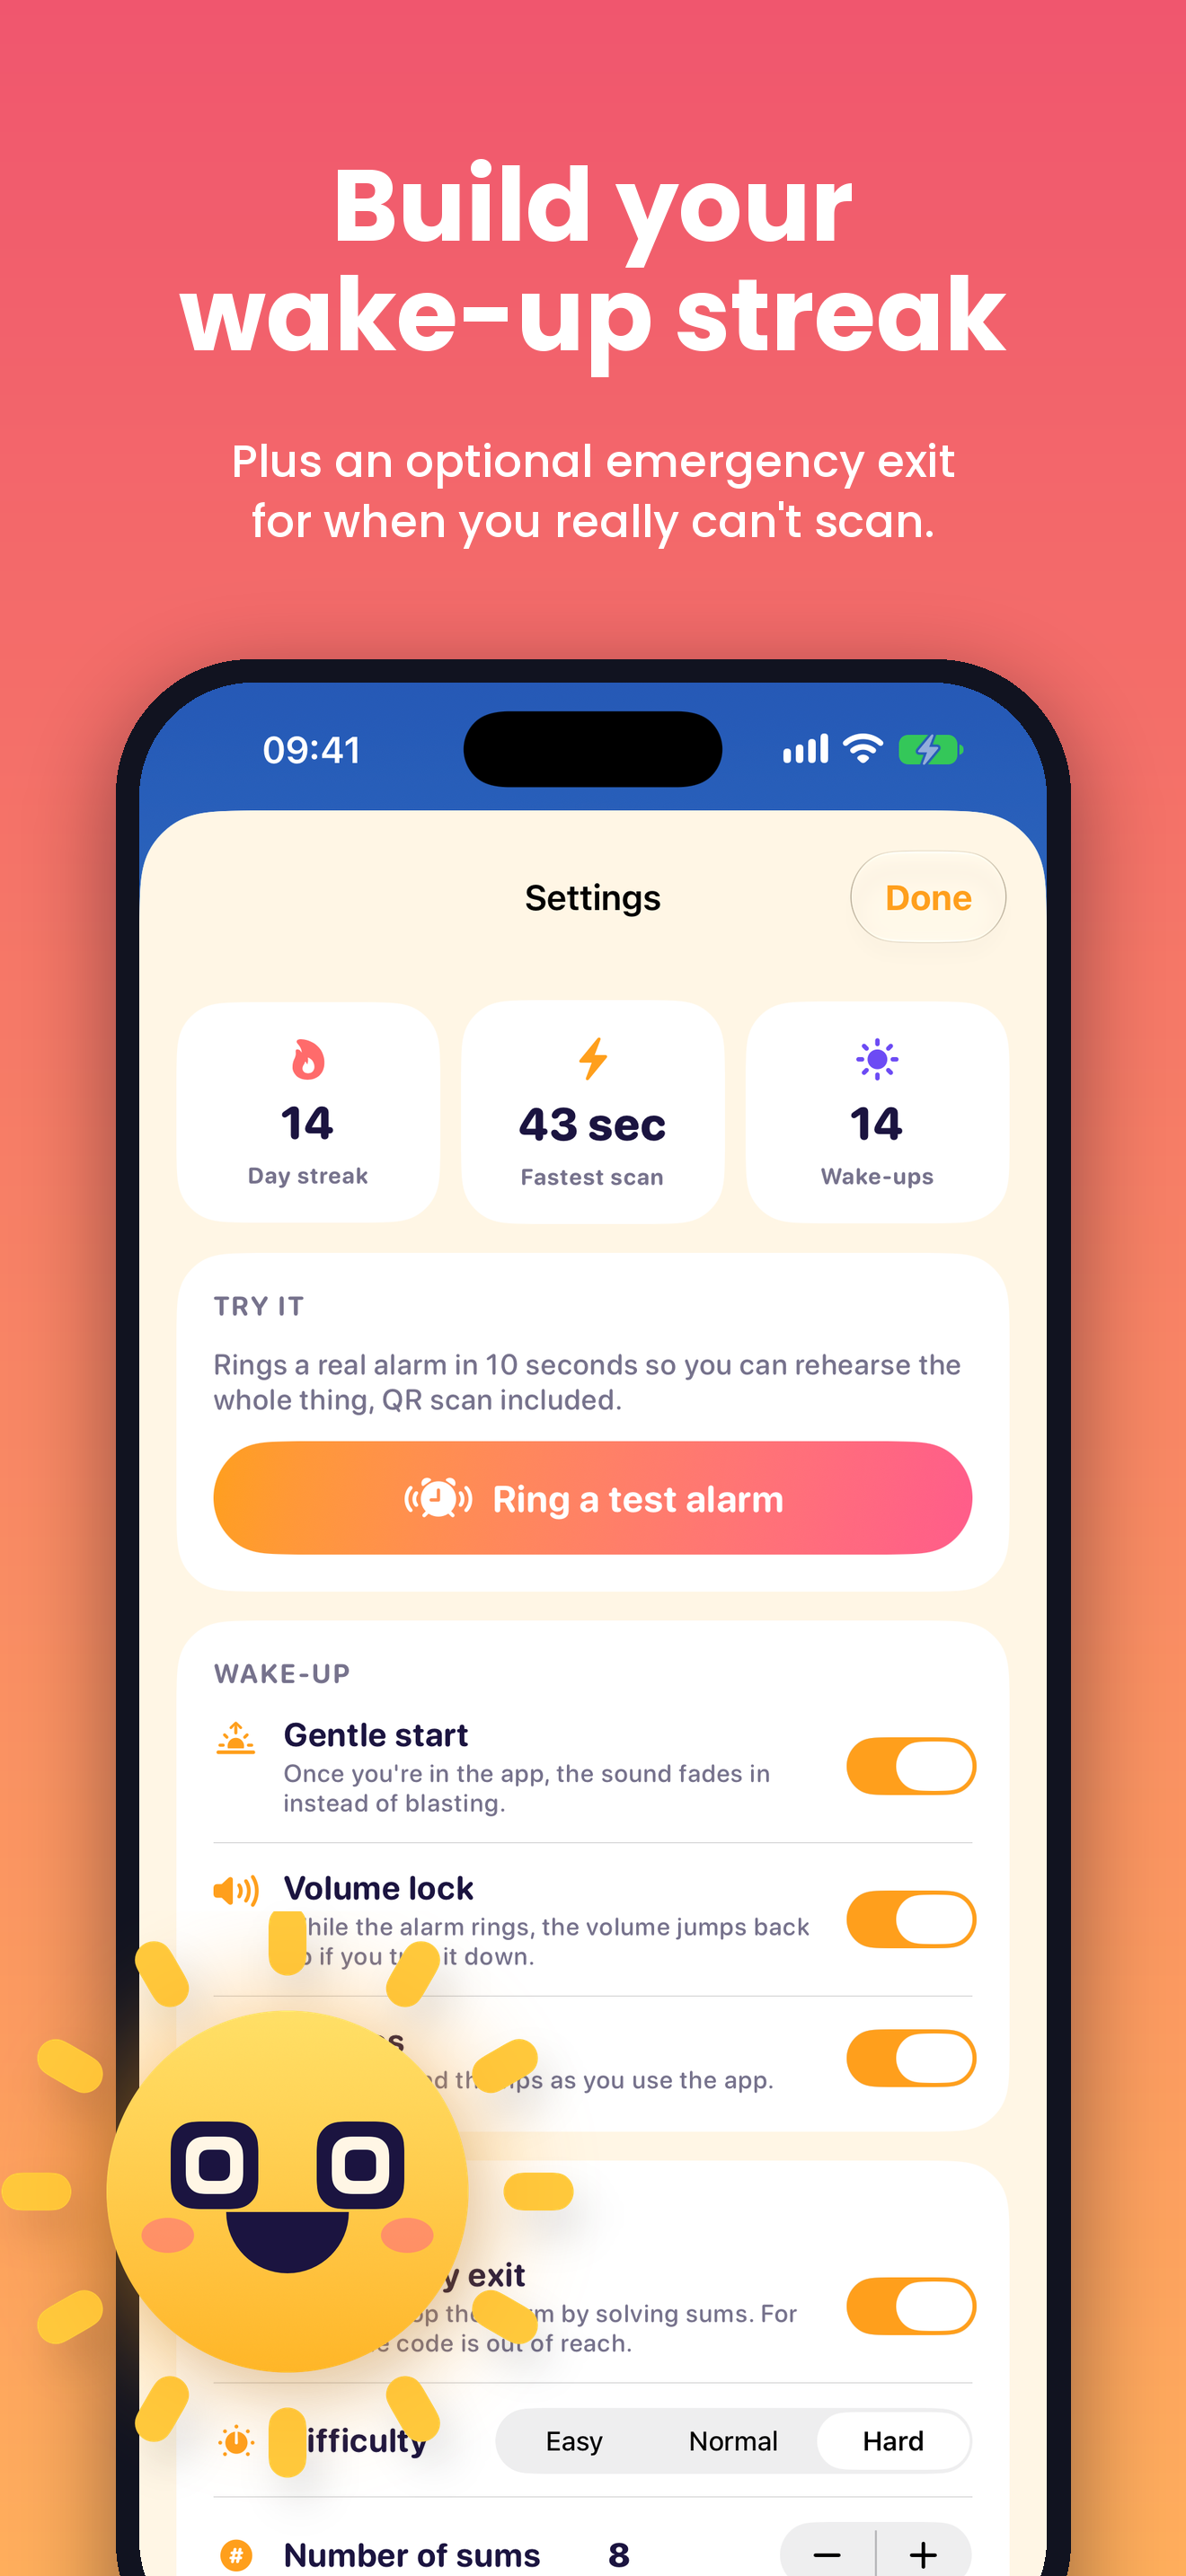 Build your
wake-up streak
Plus an optional emergency exit
for when you really can't scan.
09:41
Settings
Done
14
Day streak
43 sec
Fastest scan
14
Wake-ups
TRY IT
Rings a real alarm in 10 seconds so you can rehearse the
whole thing, QR scan included.
Ring a test alarm
WAKE-UP
Gentle start
Once you're in the app, the sound fades in
instead of blasting.
Volume lock
hile the alarm rings, the volume jumps back
if you it down.
as you use the app.
exit
by solving sums. For
code is out of reach.
ifficulty
Easy
Normal
Hard
#
Number of sums
8
− +